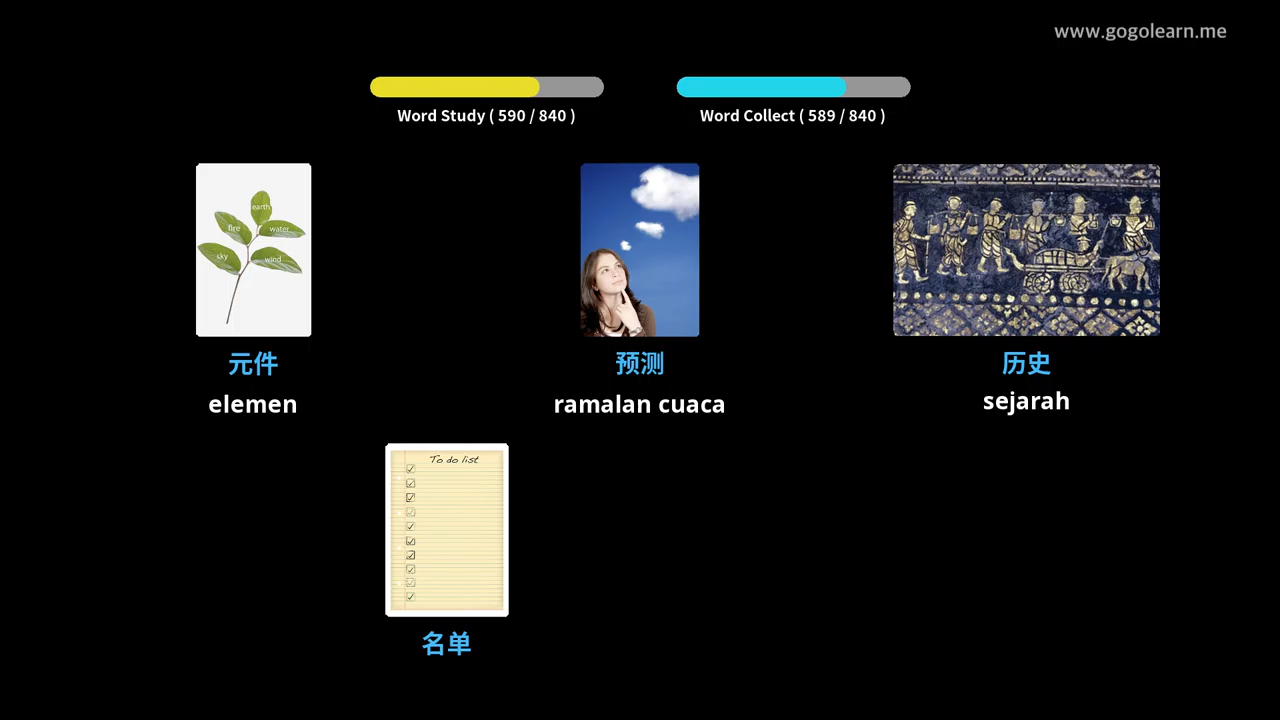 www.gogolearn.me
Word Study ( 590 / 840 )
Word Collect ( 589 / 840 )
earth
fire
water
sky
wind
元件
预测
历史
elemen
ramalan cuaca
sejarah
To do list
名单